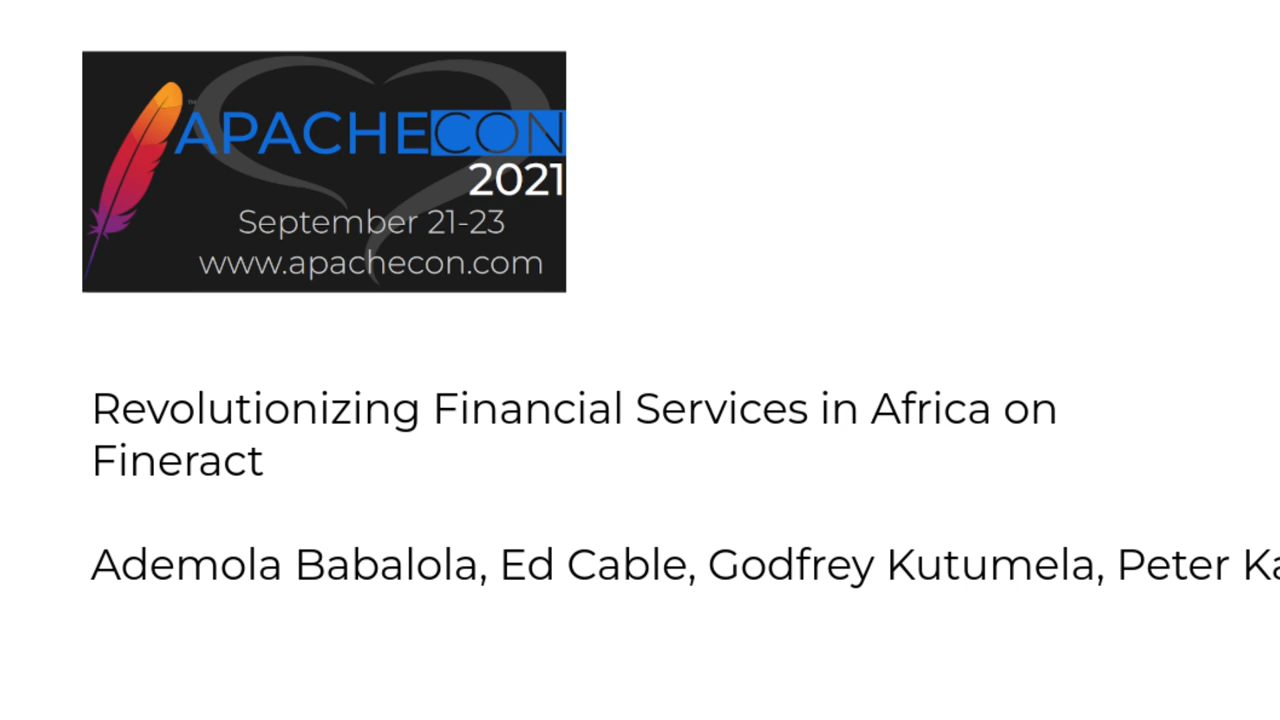 APACHECON
2021
September 21-23
www.apachecon.com
Revolutionizing Financial Services in Africa on
Fineract
Ademola Babalola, Ed Cable, Godfrey Kutumela, Peter